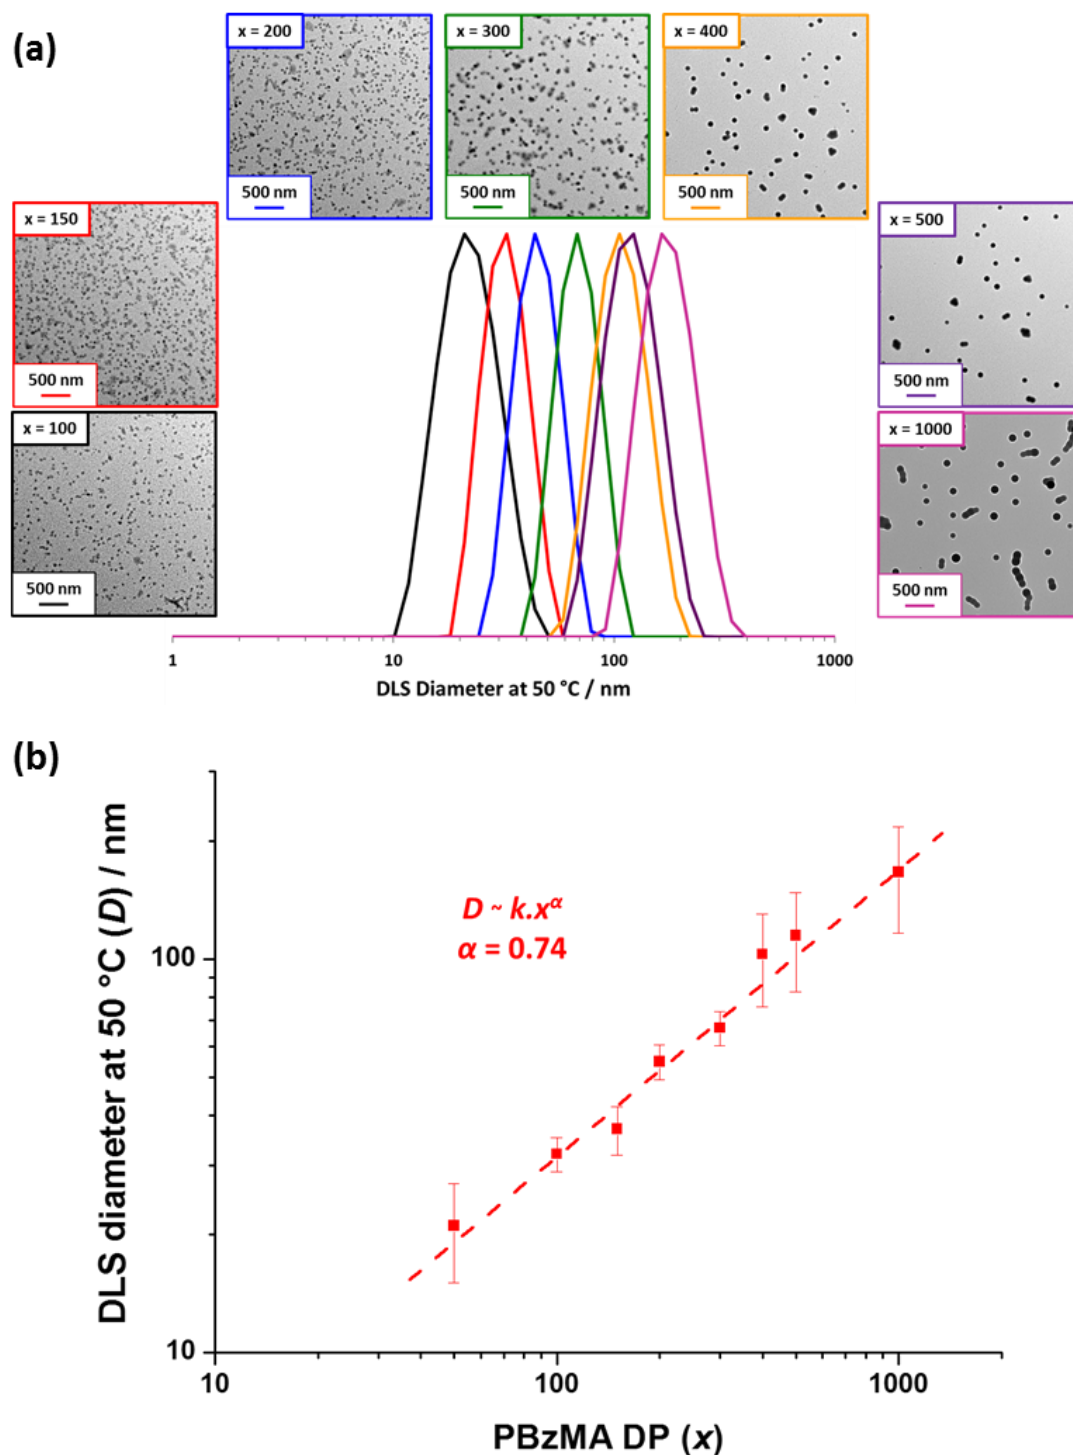 (a)
x = 200
x = 300
x = 400
500 nm
500 nm
500 nm
x = 150
x = 500
500 nm
500 nm
x = 100
x = 1000
500 nm
500 nm
1
10
100
1000
DLS Diameter at 50 °C / nm
(b)
DLS diameter at 50 °C (D) / nm
100
10
D ~ k.x^α
α = 0.74
10
100
1000
PBzMA DP (x)